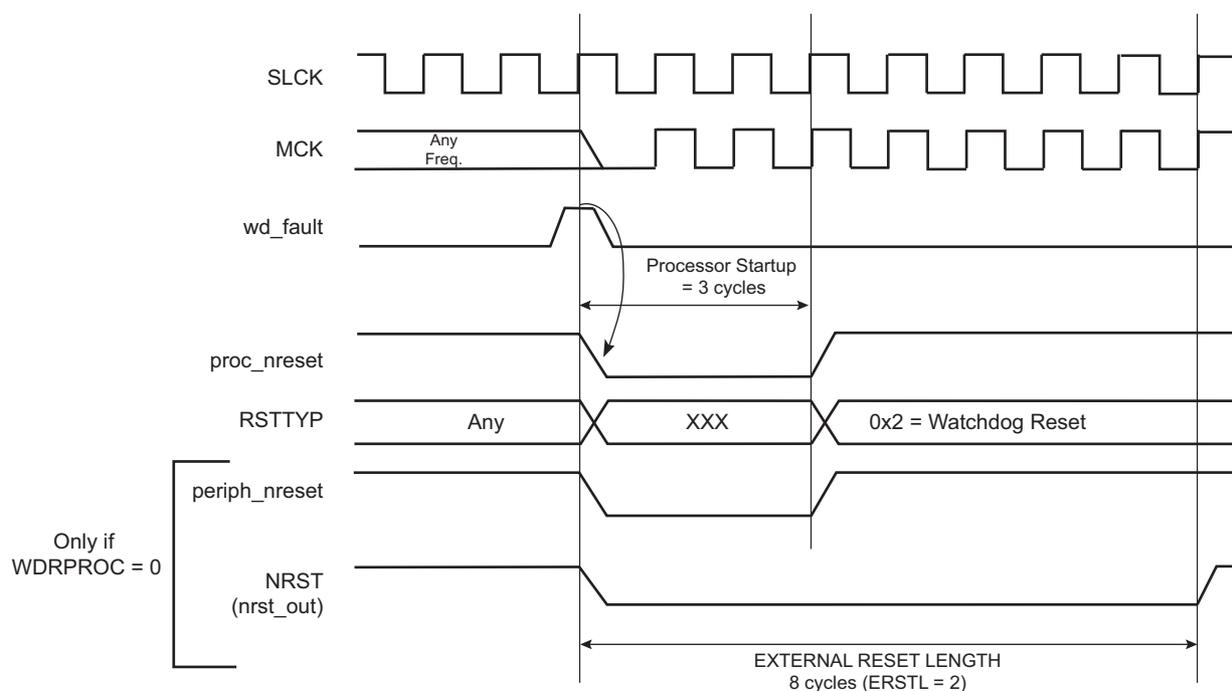 SLCK
MCK
Any
Freq.
wd_fault
Processor Startup
= 3 cycles
proc_nreset
RSTTYP
Any
XXX
0x2 = Watchdog Reset
periph_nreset
Only if
WDRPROC = 0
NRST
(nrst_out)
EXTERNAL RESET LENGTH
8 cycles (ERSTL = 2)